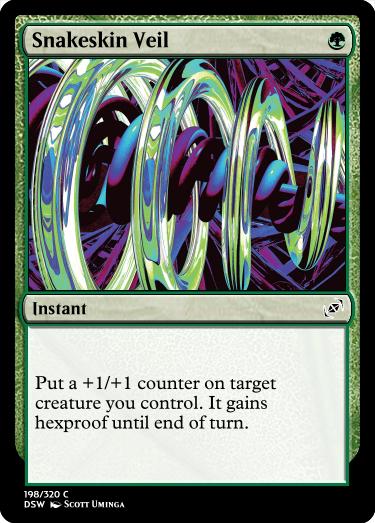 Snakeskin Veil
Instant
Put a +1/+1 counter on target
creature you control. It gains
hexproof until end of turn.
198/320 C
DSW Scott Uminga